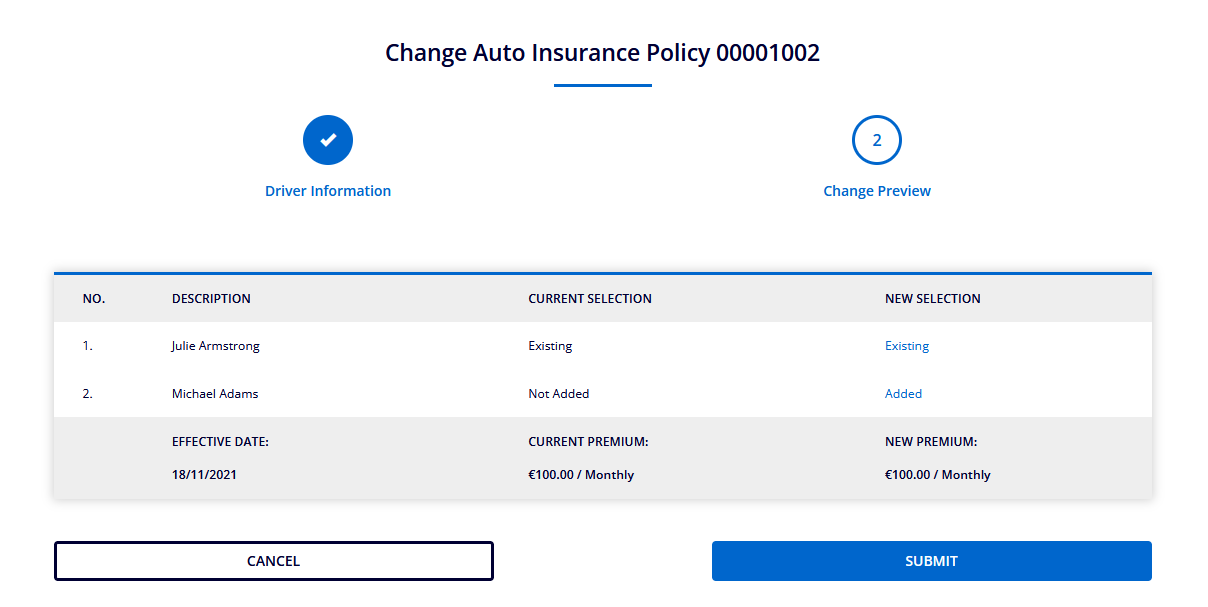 Change Auto Insurance Policy 00001002
2
Driver Information Change Preview
NO. DESCRIPTION CURRENT SELECTION NEW SELECTION
1. Julie Armstrong Existing Existing
2. Michael Adams Not Added Added
EFFECTIVE DATE: CURRENT PREMIUM: NEW PREMIUM:
18/11/2021 €100.00 / Monthly €100.00 / Monthly
CANCEL SUBMIT